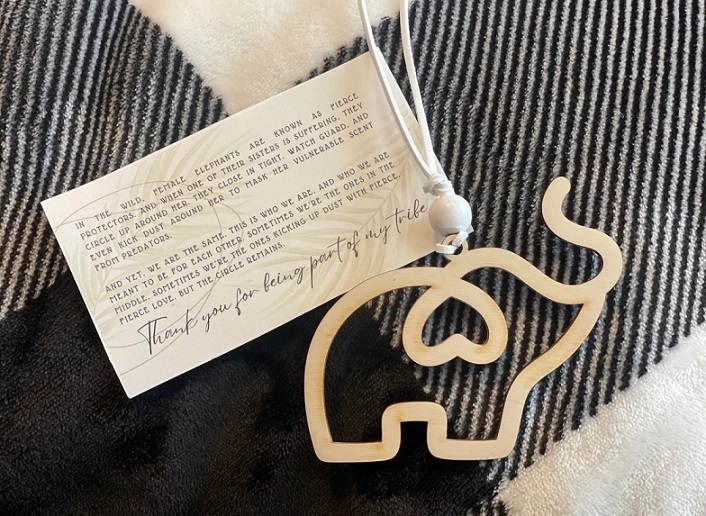 IN THE WILD, FEMALE ELEPHANTS ARE KNOWN AS FIERCE
PROTECTORS. AND WHEN ONE OF THEIR SISTERS IS SUFFERING, THEY
CIRCLE UP AROUND HER. THEY CLOSE IN TIGHT, WATCH GUARD, AND
EVEN KICK DUST AROUND HER TO MASK HER VULNERABLE SCENT
FROM PREDATORS.
AND YET, WE ARE THE SAME. THIS IS WHO WE ARE, AND WHO WE ARE
MEANT TO BE FOR EACH OTHER. SOMETIMES WE'RE THE ONES IN THE
MIDDLE. SOMETIMES WE'RE THE ONES KICKING UP DUST WITH FIERCE,
FIERCE LOVE. BUT THE CIRCLE REMAINS.
Thank you for being part of my tribe